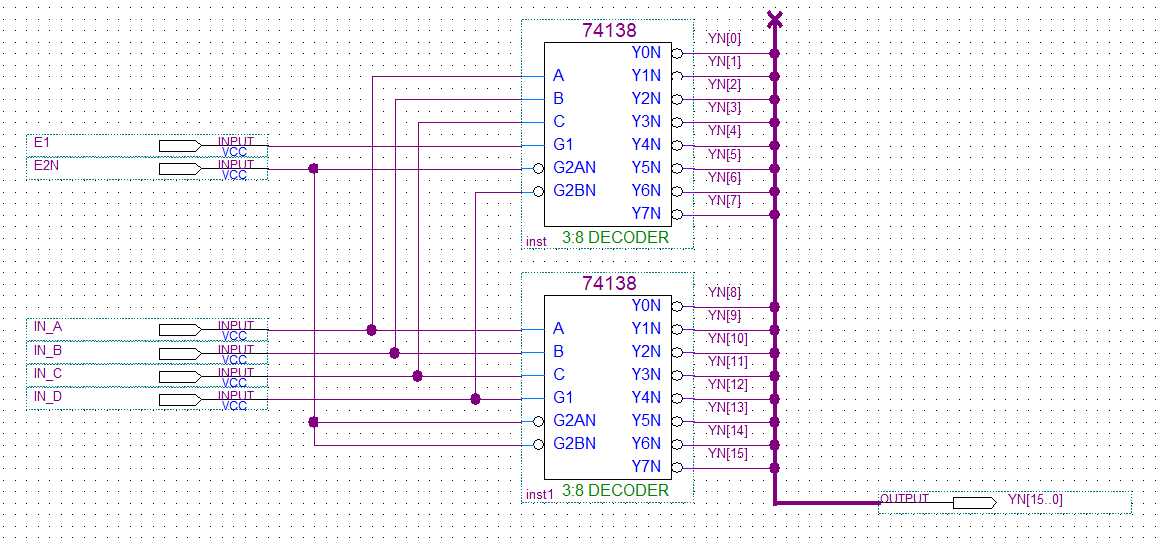 74138
Y0N YN[0]
A Y1N YN[1]
B Y2N YN[2]
C Y3N YN[3]
E1 INPUT VCC G1 Y4N YN[4]
E2N INPUT VCC G2AN Y5N YN[5]
G2BN Y6N YN[6]
Y7N YN[7]
inst 3:8 DECODER
74138
Y0N YN[8]
IN_A INPUT VCC A Y1N YN[9]
IN_B INPUT VCC B Y2N YN[10]
IN_C INPUT VCC C Y3N YN[11]
IN_D INPUT VCC G1 Y4N YN[12]
G2AN Y5N YN[13]
G2BN Y6N YN[14]
Y7N YN[15]
inst1 3:8 DECODER
OUTPUT YN[15..0]